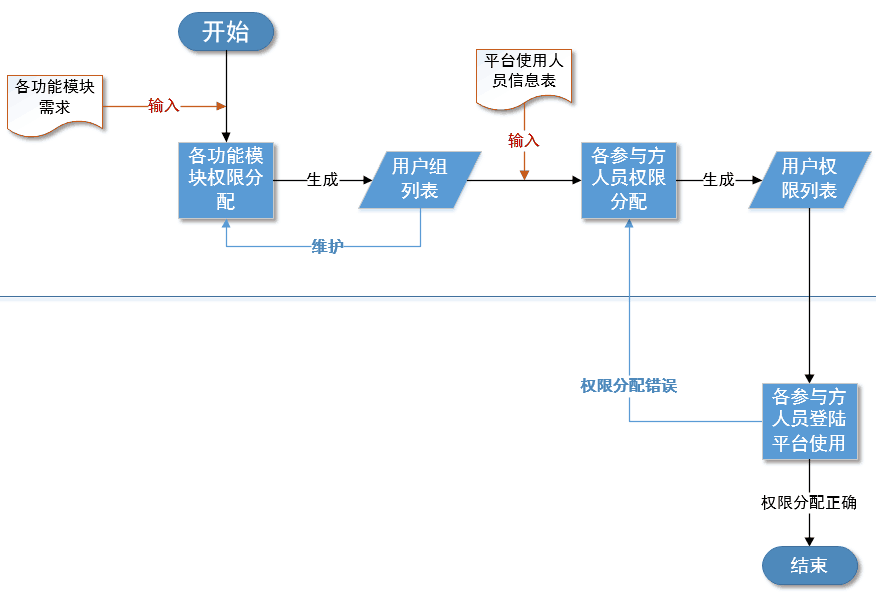 开始
平台使用人
员信息表
各功能模块
需求
输入
输入
各功能模
块权限分
配
生成
用户组
列表
各参与方
人员权限
分配
生成
用户权
限列表
维护
权限分配错误
各参与方
人员登陆
平台使用
权限分配正确
结束